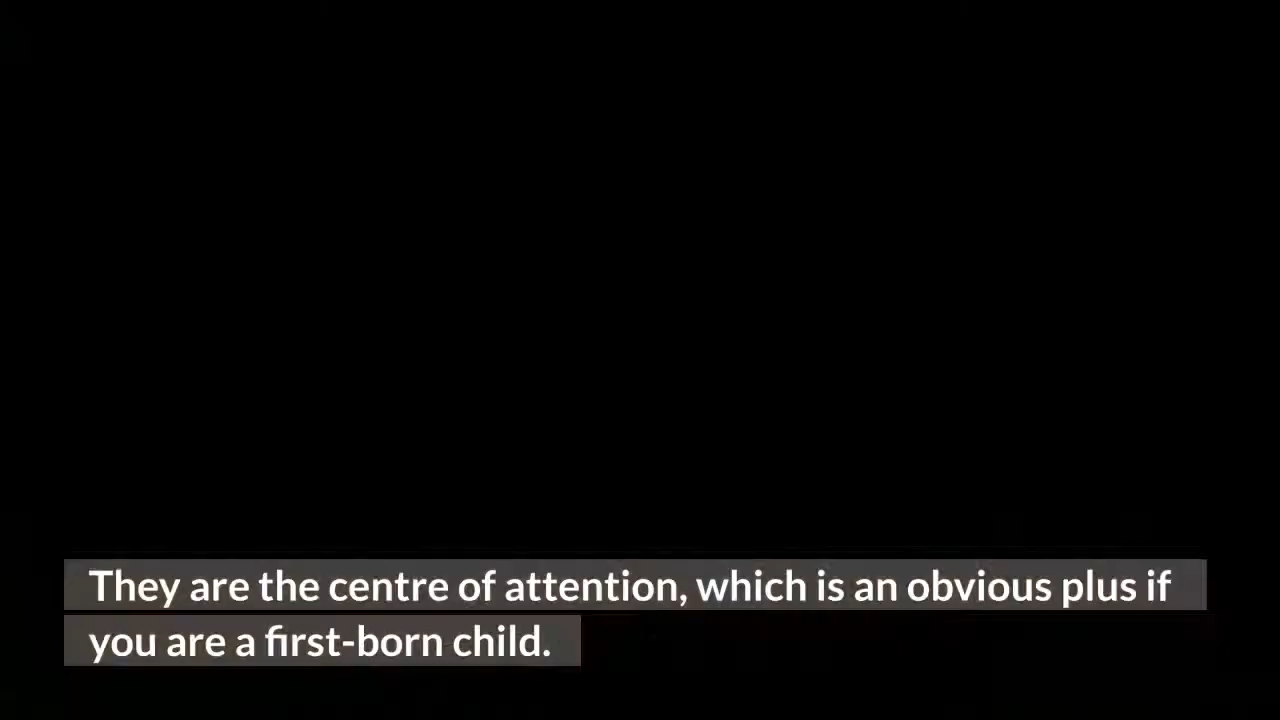 They are the centre of attention, which is an obvious plus if
you are a first-born child.